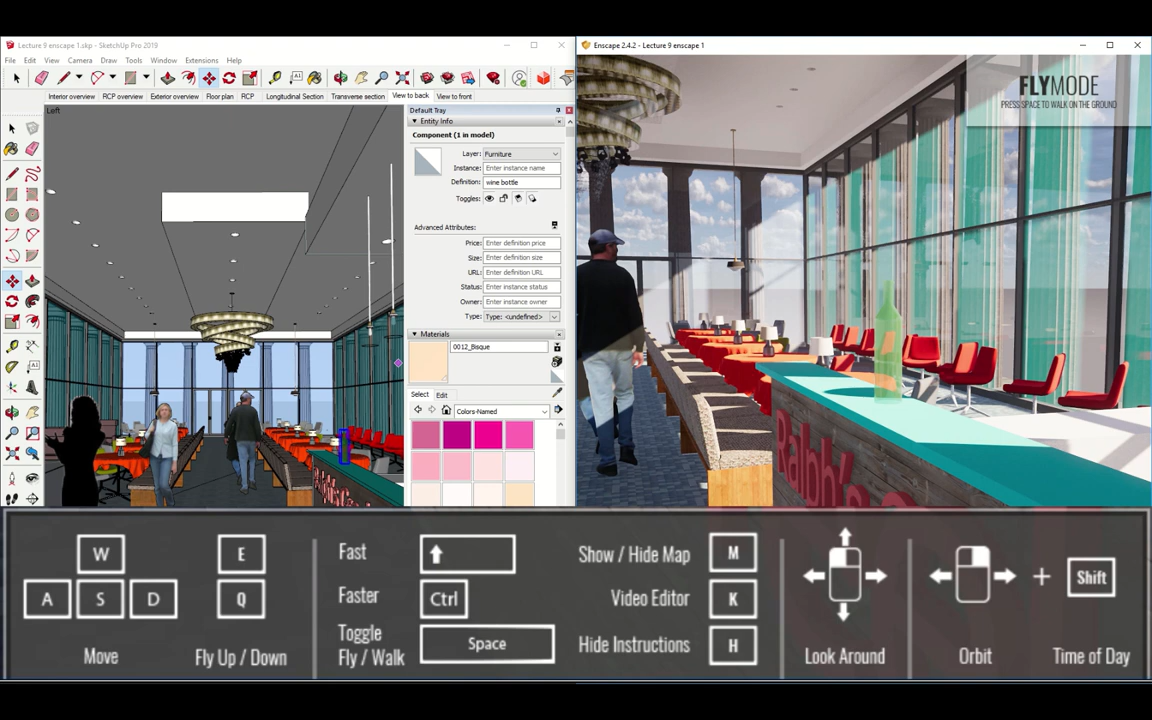 Lecture 9 enscape 1.skp - SketchUp Pro 2019
File Edit View Camera Draw Tools Window Extensions Help
Interior overview RCP overview Exterior overview Floor plan RCP Longitudinal Section Transverse section View to back View to front
Left
Default Tray
Entity Info
Component (1 in model)
Layer: Furniture
Instance: Enter instance name
Definition: wine bottle
Toggles:
Advanced Attributes:
Price: Enter definition price
Size: Enter definition size
URL: Enter definition URL
Status: Enter instance status
Owner: Enter instance owner
Type: Type: <undefined>
Materials
0012_Bisque
Select Edit
Colors-Named
Enscape 2.4.2 - Lecture 9 enscape 1
FLYMODE
PRESS SPACE TO WALK ON THE GROUND
Ralph's
W
A S D
Move
E
Q
Fly Up / Down
Fast
Faster Ctrl
Toggle
Fly / Walk Space
Show / Hide Map M
Video Editor K
Hide Instructions H
Look Around
Orbit
+ Shift
Time of Day